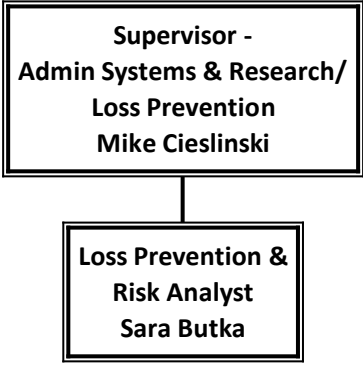 Supervisor -
Admin Systems & Research/
Loss Prevention
Mike Cieslinski
Loss Prevention &
Risk Analyst
Sara Butka